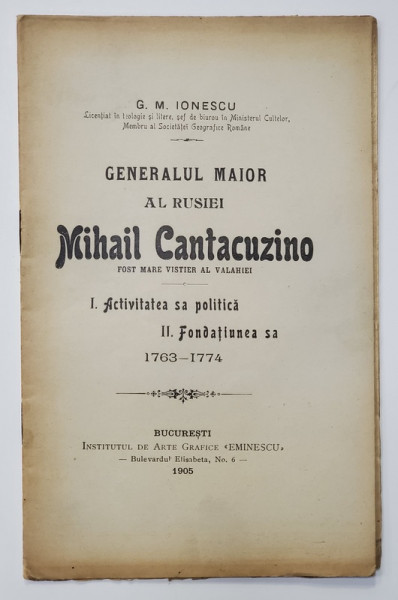 G. M. IONESCU
Licențiat în teologie și litere, șef de birou în Ministerul Cultelor,
Membru al Societăței Geografice Române
GENERALUL MAIOR
AL RUSIEI
Mihail Cantacuzino
FOST MARE VISTIER AL VALAHIEI
I. Activitatea sa politică
II. Fondațiunea sa
1763–1774
BUCUREȘTI
INSTITUTUL DE ARTE GRAFICE «EMINESCU»
— Bulevardul Elisabeta, No. 6 —
1905